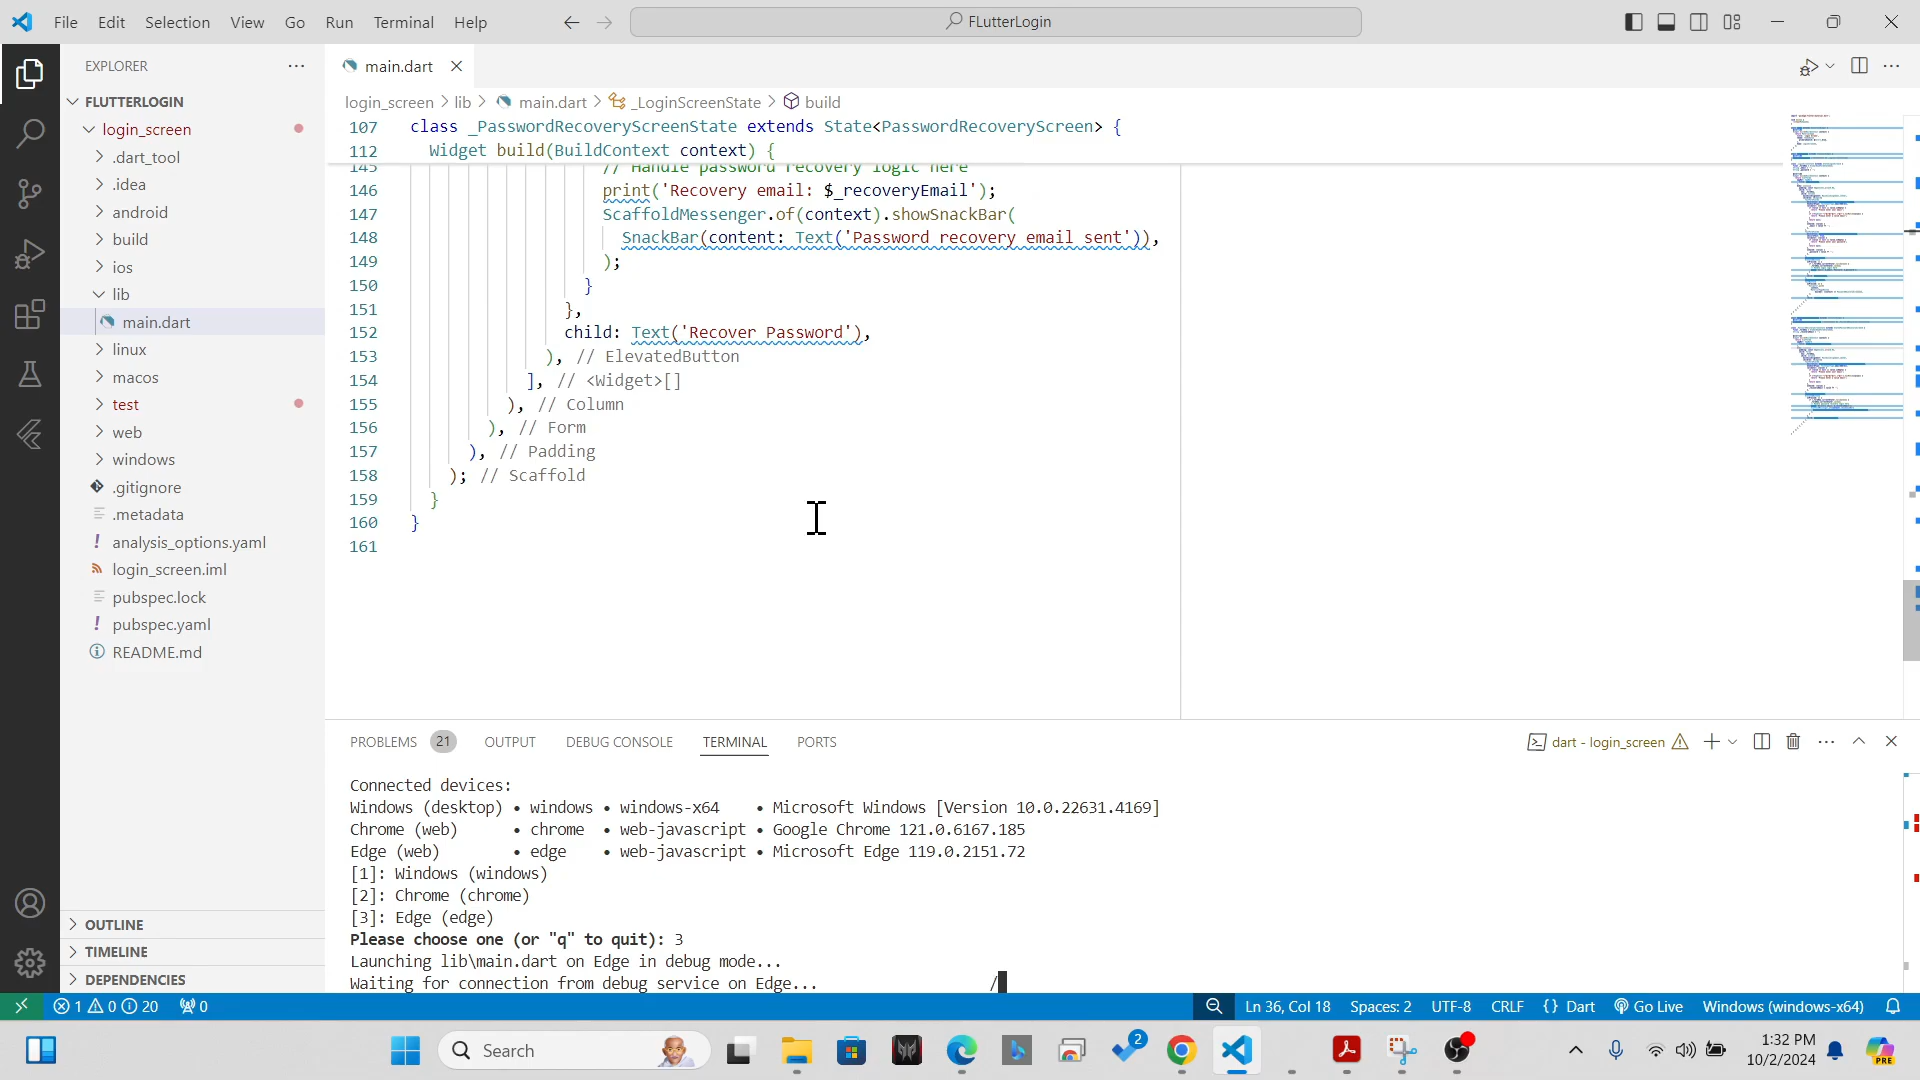 File Edit Selection View Go Run Terminal Help
FLutterLogin
EXPLORER
FLUTTERLOGIN
login_screen
.dart_tool
.idea
android
build
ios
lib
main.dart
linux
macos
test
web
windows
.gitignore
.metadata
analysis_options.yaml
login_screen.iml
pubspec.lock
pubspec.yaml
README.md
OUTLINE
TIMELINE
DEPENDENCIES
main.dart
login_screen > lib > main.dart > _LoginScreenState > build
107 class _PasswordRecoveryScreenState extends State<PasswordRecoveryScreen> {
112 Widget build(BuildContext context) {
145 // Handle password recovery logic here
146 print('Recovery email: $_recoveryEmail');
147 ScaffoldMessenger.of(context).showSnackBar(
148 SnackBar(content: Text('Password recovery email sent')),
149 );
150 }
151 },
152 child: Text('Recover Password'),
153 ), // ElevatedButton
154 ], // <Widget>[]
155 ), // Column
156 ), // Form
157 ), // Padding
158 ); // Scaffold
159 }
160 }
161
PROBLEMS 21 OUTPUT DEBUG CONSOLE TERMINAL PORTS
dart - login_screen
Connected devices:
Windows (desktop) • windows • windows-x64 • Microsoft Windows [Version 10.0.22631.4169]
Chrome (web) • chrome • web-javascript • Google Chrome 121.0.6167.185
Edge (web) • edge • web-javascript • Microsoft Edge 119.0.2151.72
[1]: Windows (windows)
[2]: Chrome (chrome)
[3]: Edge (edge)
Please choose one (or "q" to quit): 3
Launching lib\main.dart on Edge in debug mode...
Waiting for connection from debug service on Edge... /
1 0 20 0 Ln 36, Col 18 Spaces: 2 UTF-8 CRLF {} Dart Go Live Windows (windows-x64)
Search
2
1:32 PM
10/2/2024
PRE